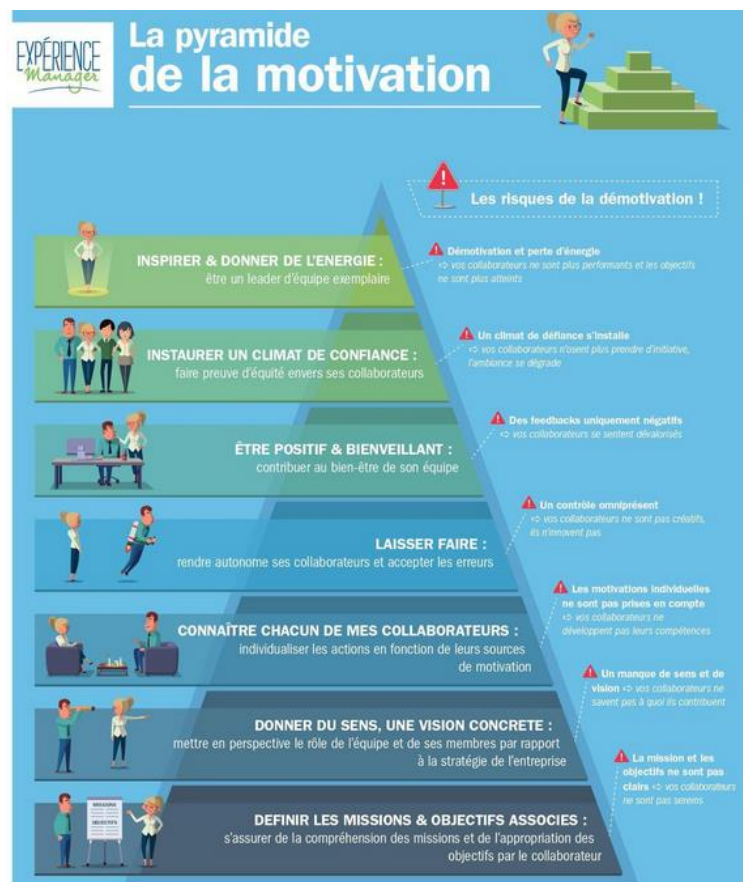 EXPÉRIENCE
Manager
La pyramide
de la motivation
Les risques de la démotivation !
INSPIRER & DONNER DE L'ENERGIE :
être un leader d'équipe exemplaire
Démotivation et perte d'énergie
➪ vos collaborateurs ne sont plus performants et les objectifs
ne sont plus atteints
INSTAURER UN CLIMAT DE CONFIANCE :
faire preuve d'équité envers ses collaborateurs
Un climat de défiance s'installe
➪ vos collaborateurs n'osent plus prendre d'initiative,
l'ambiance se dégrade
ÊTRE POSITIF & BIENVEILLANT :
contribuer au bien-être de son équipe
Des feedbacks uniquement négatifs
➪ vos collaborateurs se sentent dévalorisés
LAISSER FAIRE :
rendre autonome ses collaborateurs et accepter les erreurs
Un contrôle omniprésent
➪ vos collaborateurs ne sont pas créatifs,
ils n'innovent pas
CONNAÎTRE CHACUN DE MES COLLABORATEURS :
individualiser les actions en fonction de leurs sources
de motivation
Les motivations individuelles
ne sont pas prises en compte
➪ vos collaborateurs ne
développent pas leurs compétences
DONNER DU SENS, UNE VISION CONCRETE :
mettre en perspective le rôle de l'équipe et de ses membres par rapport
à la stratégie de l'entreprise
Un manque de sens et de
vision ➪ vos collaborateurs ne
savent pas à quoi ils contribuent
MISSIONS
OBJECTIFS
DEFINIR LES MISSIONS & OBJECTIFS ASSOCIES :
s'assurer de la compréhension des missions et de l'appropriation des
objectifs par le collaborateur
La mission et les
objectifs ne sont pas
clairs ➪ vos collaborateurs
ne sont pas sereins